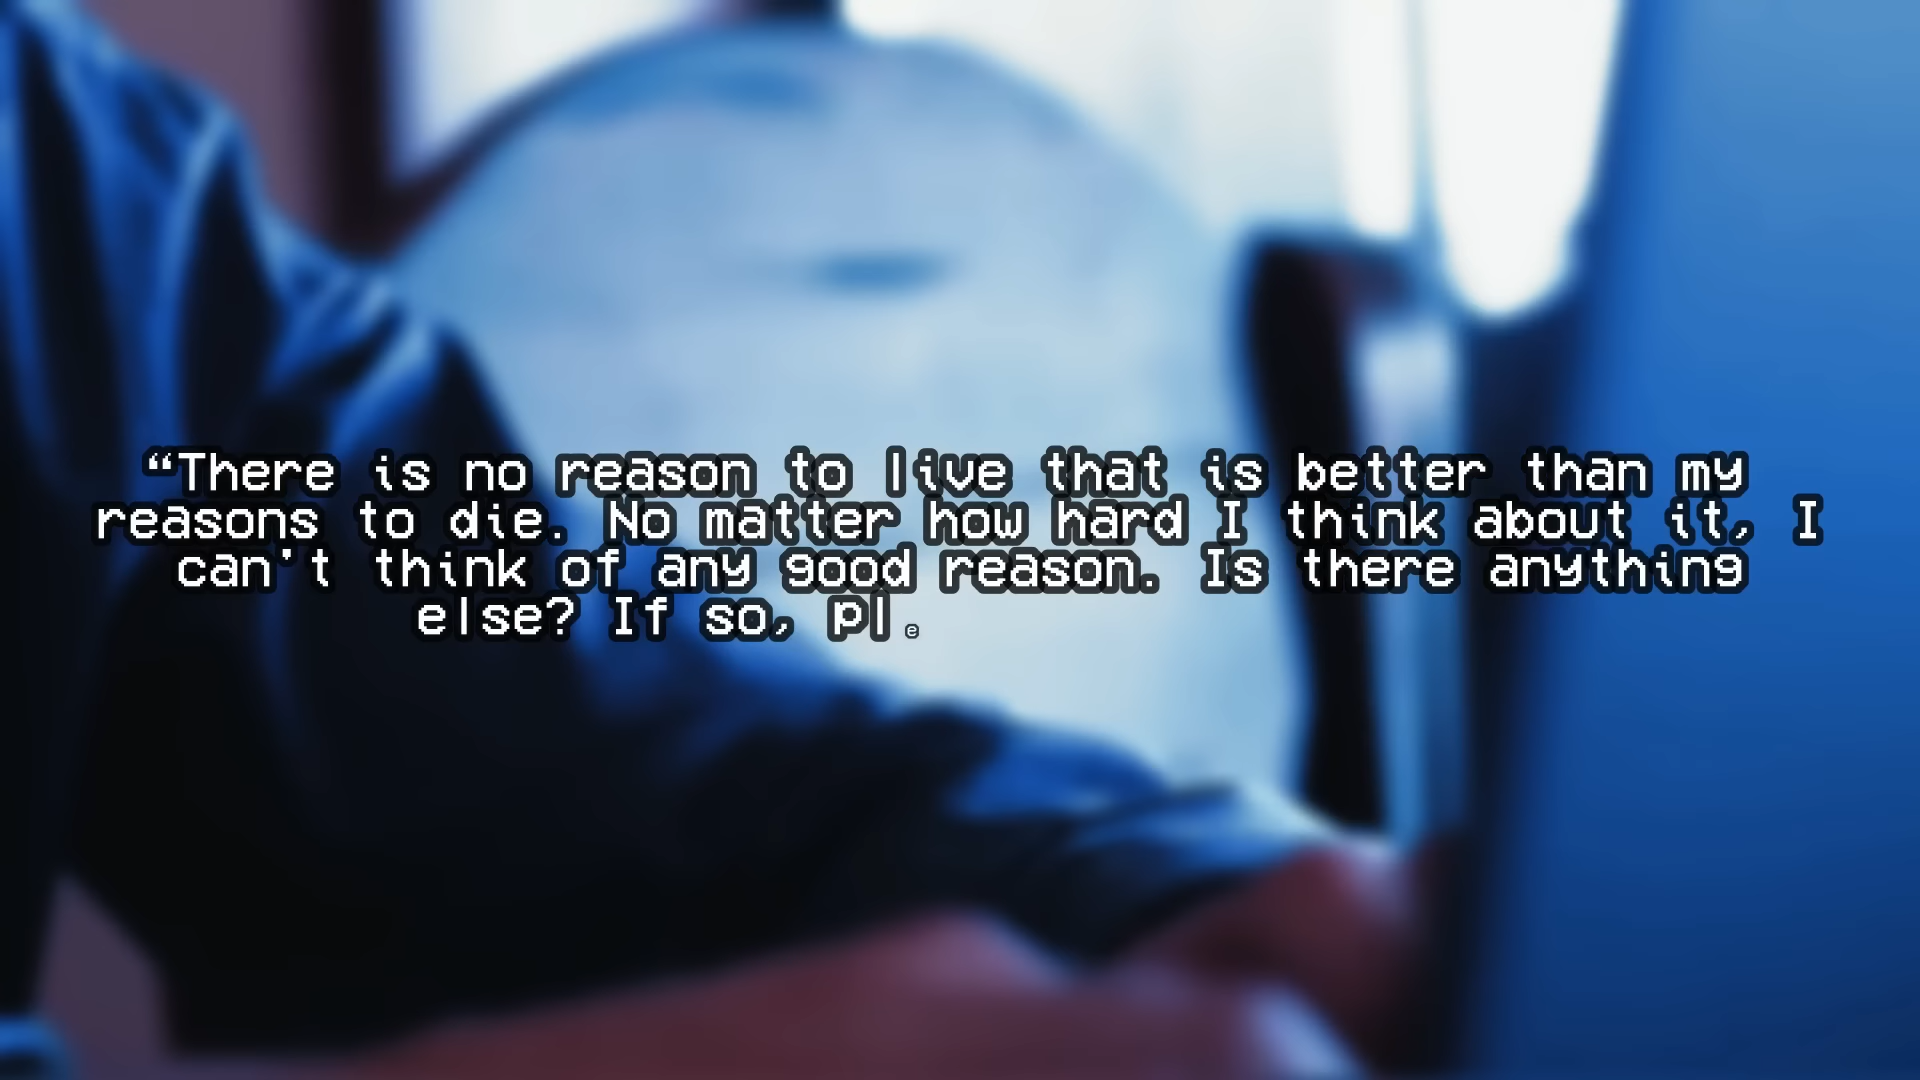 “There is no reason to live that is better than my
reasons to die. No matter how hard I think about it, I
can't think of any good reason. Is there anything
else? If so, ple